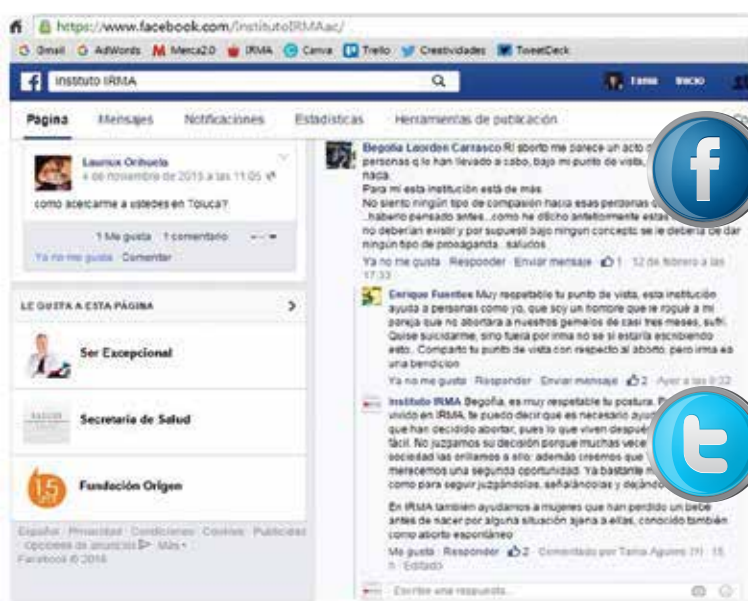 https://www.facebook.com/InstitutoIRMAac/
Gmail AdWords Merca2.0 IRMA Canva Trello Creatividades TweetDeck
Instituto IRMA
Tania Inicio
Página Mensajes Notificaciones Estadísticas Herramientas de publicación
Orihuela
4 de noviembre de 2015 a las 11:05
como acercarme a ustedes en Toluca?
1 Me gusta 1 comentario
Ya no me gusta Comentar
LE GUSTA A ESTA PÁGINA
Ser Excepcional
Secretaria de Salud
Fundación Origen
Español Privacidad Condiciones Cookies Publicidad
Opciones de anuncios Más
Facebook © 2016
Begoña Carrasco aborto me parece un acto
personas q le han llevado a cabo, bajo mi punto de vista,
nada.
Para mi esta institución está de más
No siento ningún tipo de compasión hacia esas personas
..haberlo pensado antes..como he dicho anteriormente estas
no deberían existir y por supuesti bajo ningun concepto se le debería de dar
ningún tipo de propaganda..saludos
Ya no me gusta Responder Enviar mensaje 1 12 de febrero a las
17:33
Enrique Fuentes Muy respetable tu punto de vista, esta institución
ayuda a personas como yo, que soy un hombre que le rogué a mi
pareja que no abortara a nuestros gemelos de casi tres meses, sufrí.
Quise suicidarme, sino fuera por irma no se si estaría escribiendo
esto.. Comparto tu punto de vista con respecto al aborto, pero irma es
una bendicion
Ya no me gusta Responder Enviar mensaje 2 Ayer a las
Instituto IRMA Begoña, es muy respetable tu postura.
vivido en IRMA, te puedo decir que es necesario
que han decidido abortar, pues lo que viven
fácil. No juzgamos su decisión porque muchas
sociedad las orillamos a ello; además creemos que
merecemos una segunda oportunidad. Ya bastante
como para seguir juzgándolas, señalándolas y
En IRMA también ayudamos a mujeres que han perdido un bebé
antes de nacer por alguna situación ajena a ellas, conocido también
como aborto espontáneo
Me gusta Responder 2 Comentado por Tania 15
h Editado
Escribe una respuesta...